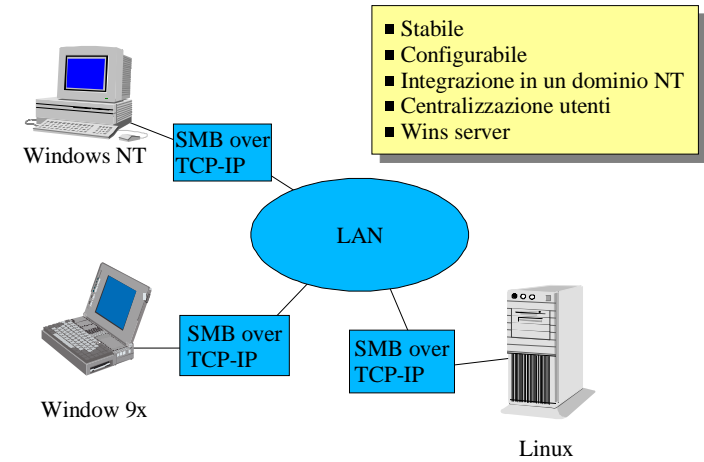 Stabile
Configurabile
Integrazione in un dominio NT
Centralizzazione utenti
Wins server
SMB over
TCP-IP
Windows NT
LAN
SMB over
TCP-IP
SMB over
TCP-IP
Window 9x
Linux